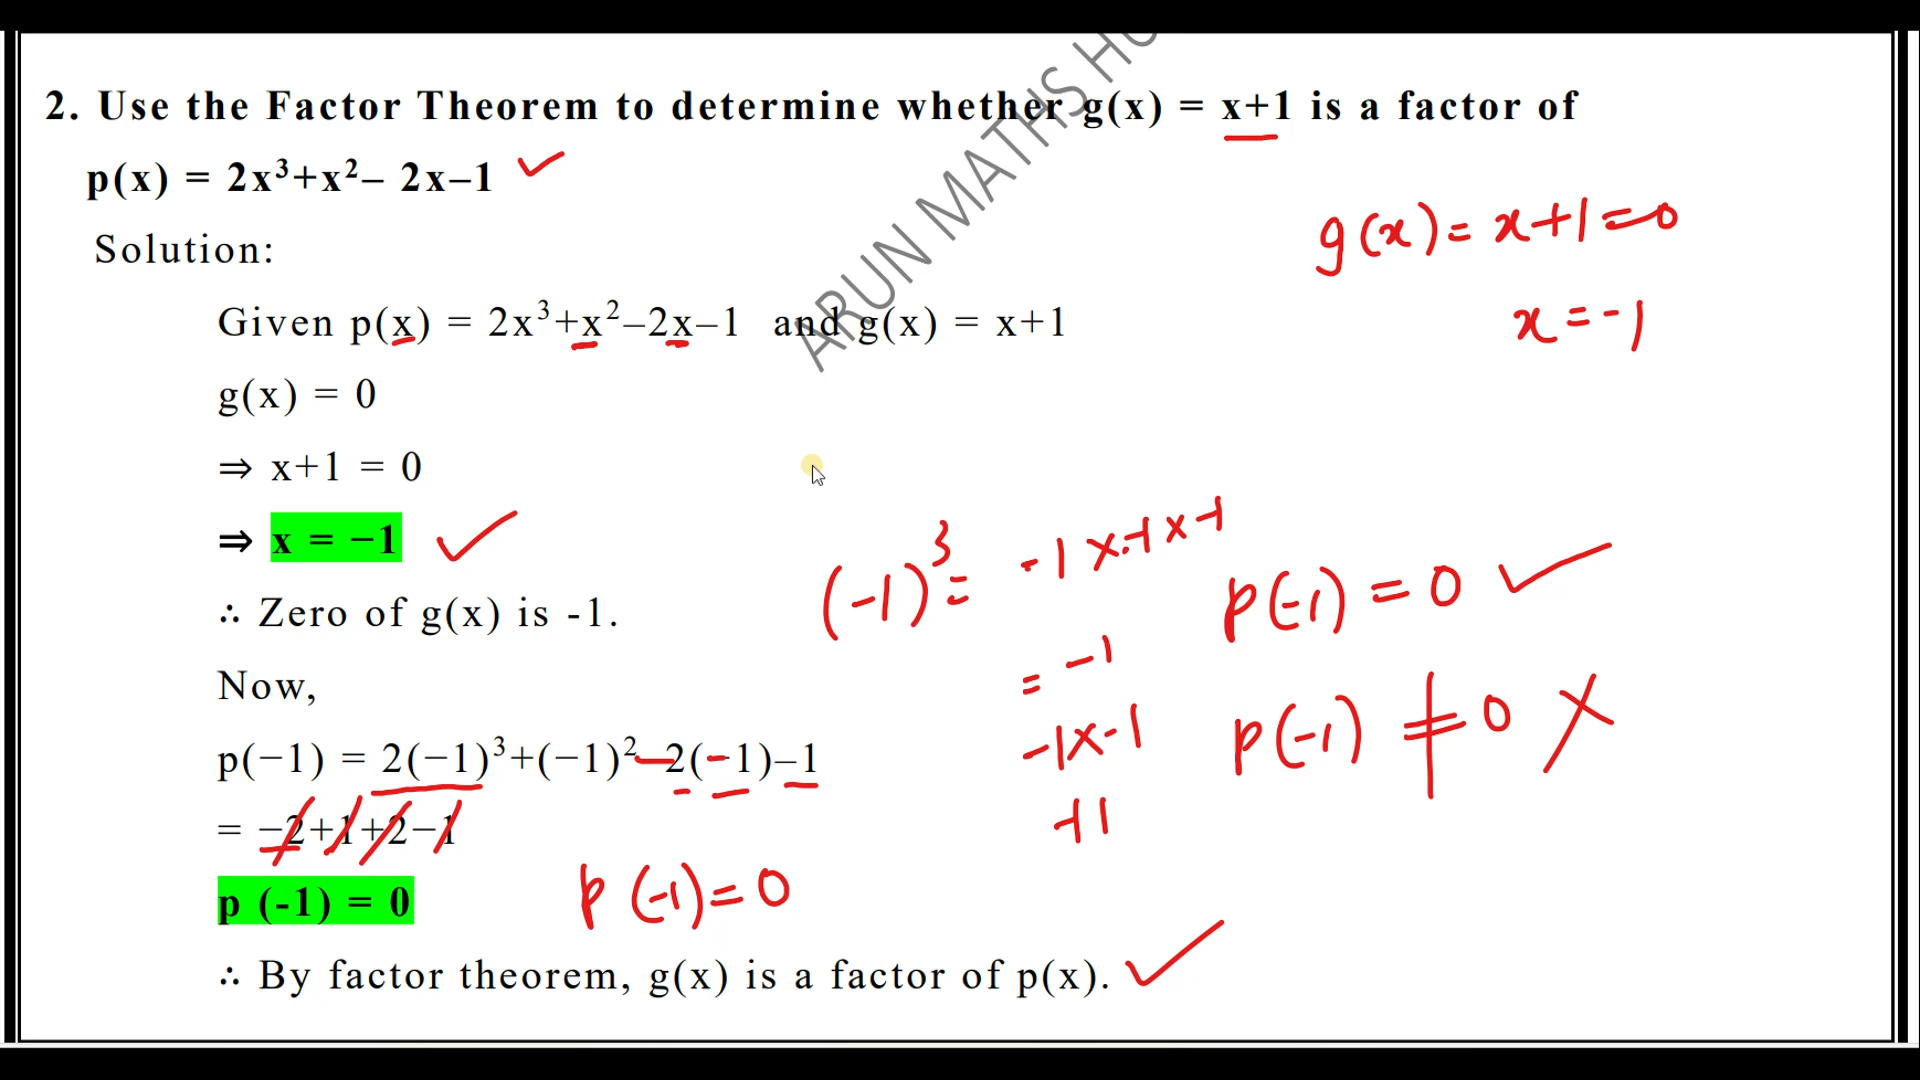 2. Use the Factor Theorem to determine whether g(x) = x+1 is a factor of
p(x) = 2x³+x²– 2x–1
Solution:
Given p(x) = 2x³+x²–2x–1 and g(x) = x+1
g(x) = 0
⇒ x+1 = 0
⇒ x = −1
∴ Zero of g(x) is -1.
Now,
p(−1) = 2(−1)³+(−1)²–2(−1)–1
= −2+1+2−1
p (-1) = 0
∴ By factor theorem, g(x) is a factor of p(x).
ARUN MATHS
g(x) = x+1=0
x = -1
(-1)³ = -1 x -1 x -1
= -1
-1x-1
+1
p(-1) = 0
p(-1) ≠ 0
p (-1) = 0